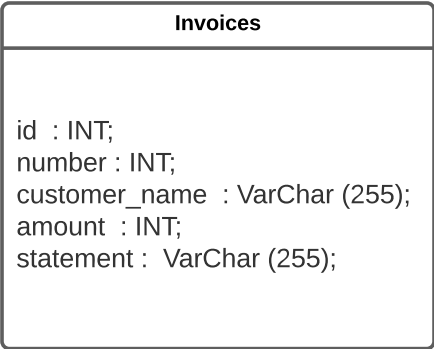 Invoices
id : INT;
number : INT;
customer_name : VarChar (255);
amount : INT;
statement : VarChar (255);